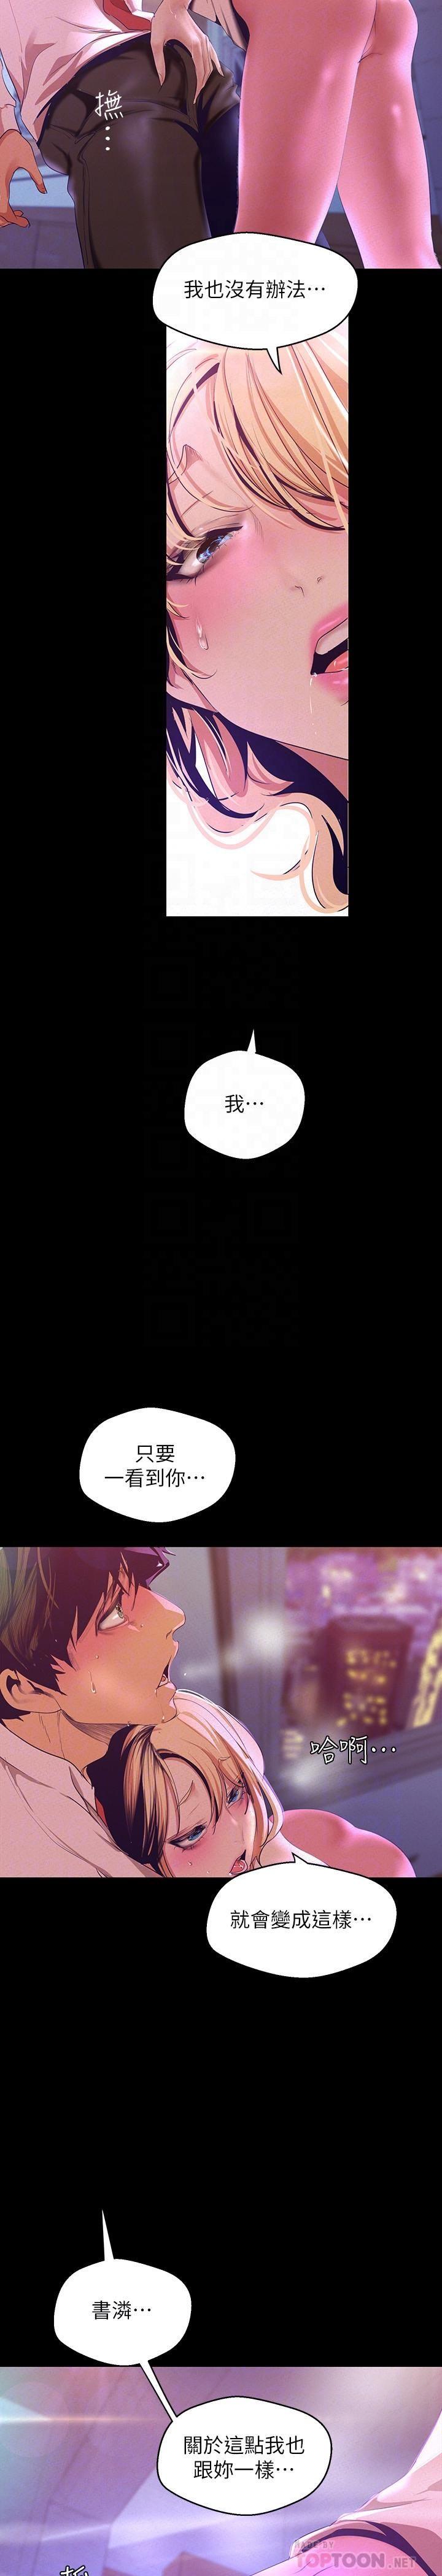 撫…
我也沒有辦法…
我…
只要
一看到你…
哈啊…
就會變成這樣…
書潾…
關於這點我也
跟妳一樣…
TOPTOON.NET